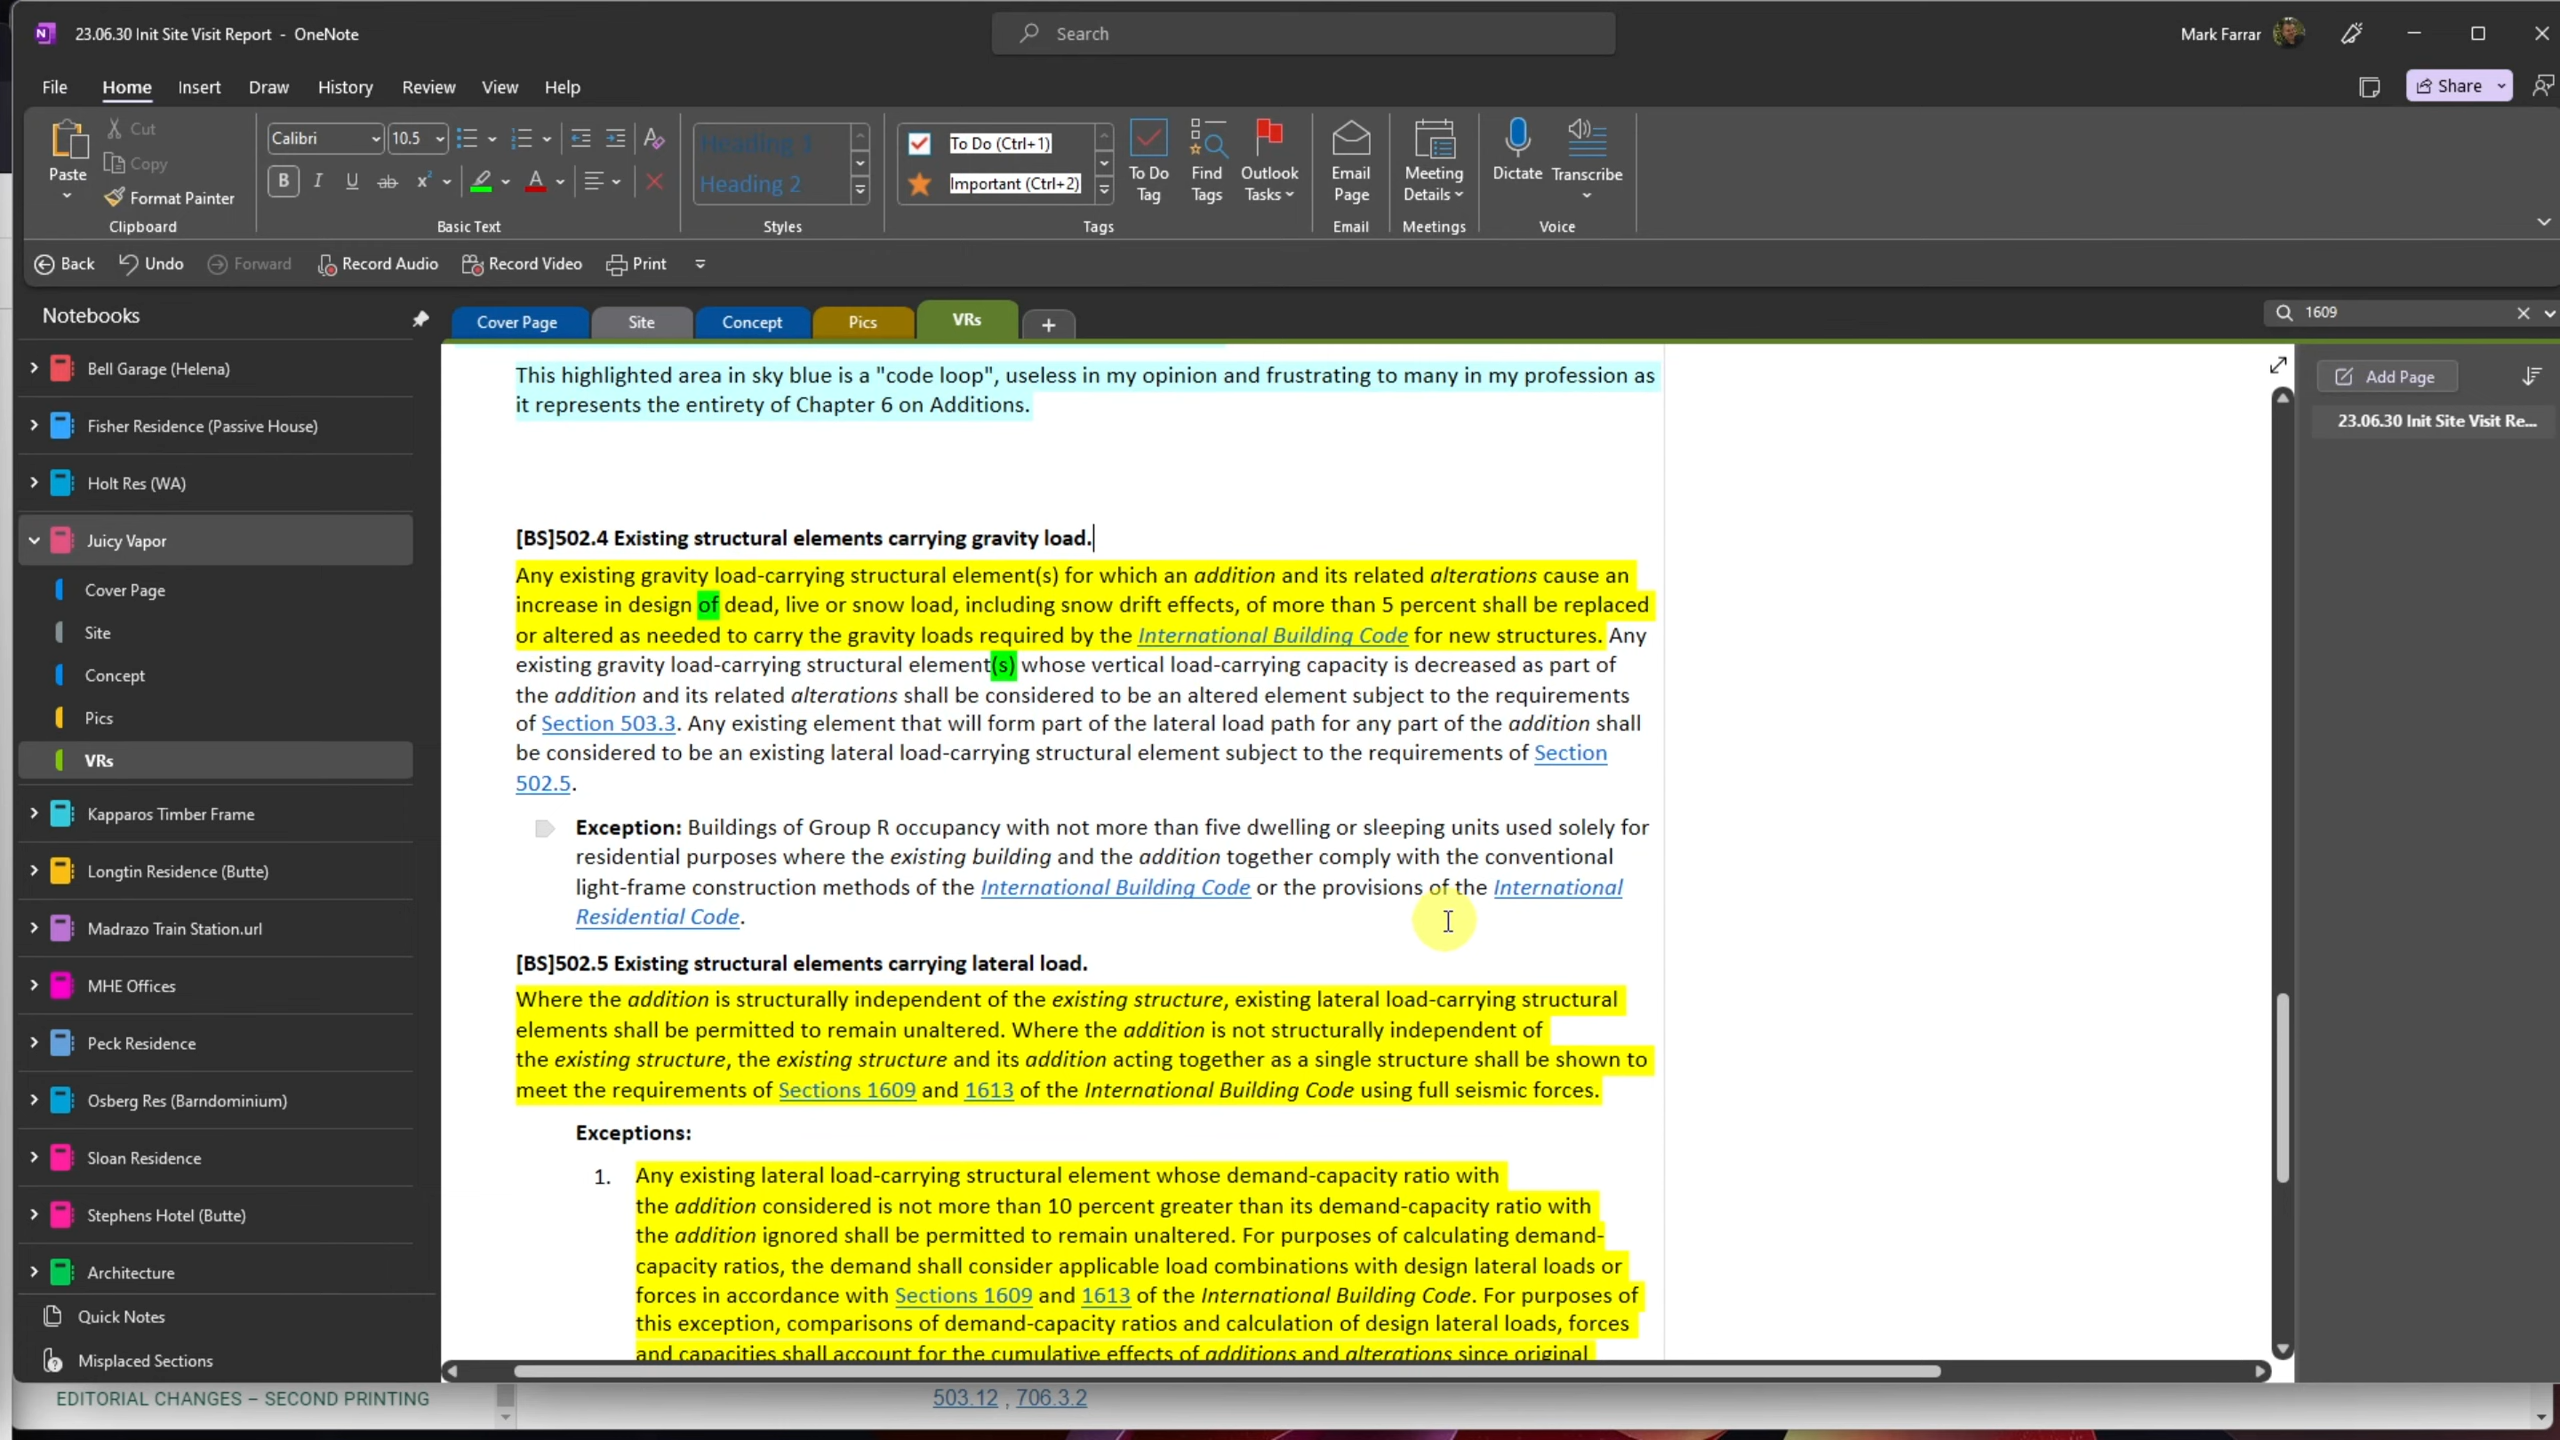 23.06.30 Init Site Visit Report - OneNote
Search
Mark Farrar
File Home Insert Draw History Review View Help
Share
Paste
Cut
Copy
Format Painter
Clipboard
Calibri 10.5
B I U ab x²
Basic Text
Heading 1
Heading 2
Styles
To Do (Ctrl+1)
Important (Ctrl+2)
To Do Tag
Find Tags
Outlook Tasks
Tags
Email Page
Email
Meeting Details
Meetings
Dictate
Transcribe
Voice
Back Undo Forward Record Audio Record Video Print
Notebooks
Cover Page Site Concept Pics VRs +
1609
Add Page
23.06.30 Init Site Visit Re...
Bell Garage (Helena)
Fisher Residence (Passive House)
Holt Res (WA)
Juicy Vapor
Cover Page
Site
Concept
Pics
VRs
Kapparos Timber Frame
Longtin Residence (Butte)
Madrazo Train Station.url
MHE Offices
Peck Residence
Osberg Res (Barndominium)
Sloan Residence
Stephens Hotel (Butte)
Architecture
Quick Notes
Misplaced Sections
This highlighted area in sky blue is a "code loop", useless in my opinion and frustrating to many in my profession as
it represents the entirety of Chapter 6 on Additions.
[BS]502.4 Existing structural elements carrying gravity load.
Any existing gravity load-carrying structural element(s) for which an addition and its related alterations cause an
increase in design of dead, live or snow load, including snow drift effects, of more than 5 percent shall be replaced
or altered as needed to carry the gravity loads required by the International Building Code for new structures. Any
existing gravity load-carrying structural element(s) whose vertical load-carrying capacity is decreased as part of
the addition and its related alterations shall be considered to be an altered element subject to the requirements
of Section 503.3. Any existing element that will form part of the lateral load path for any part of the addition shall
be considered to be an existing lateral load-carrying structural element subject to the requirements of Section
502.5.
Exception: Buildings of Group R occupancy with not more than five dwelling or sleeping units used solely for
residential purposes where the existing building and the addition together comply with the conventional
light-frame construction methods of the International Building Code or the provisions of the International
Residential Code.
[BS]502.5 Existing structural elements carrying lateral load.
Where the addition is structurally independent of the existing structure, existing lateral load-carrying structural
elements shall be permitted to remain unaltered. Where the addition is not structurally independent of
the existing structure, the existing structure and its addition acting together as a single structure shall be shown to
meet the requirements of Sections 1609 and 1613 of the International Building Code using full seismic forces.
Exceptions:
1. Any existing lateral load-carrying structural element whose demand-capacity ratio with
the addition considered is not more than 10 percent greater than its demand-capacity ratio with
the addition ignored shall be permitted to remain unaltered. For purposes of calculating demand-
capacity ratios, the demand shall consider applicable load combinations with design lateral loads or
forces in accordance with Sections 1609 and 1613 of the International Building Code. For purposes of
this exception, comparisons of demand-capacity ratios and calculation of design lateral loads, forces
and capacities shall account for the cumulative effects of additions and alterations since original
EDITORIAL CHANGES – SECOND PRINTING
503.12 , 706.3.2